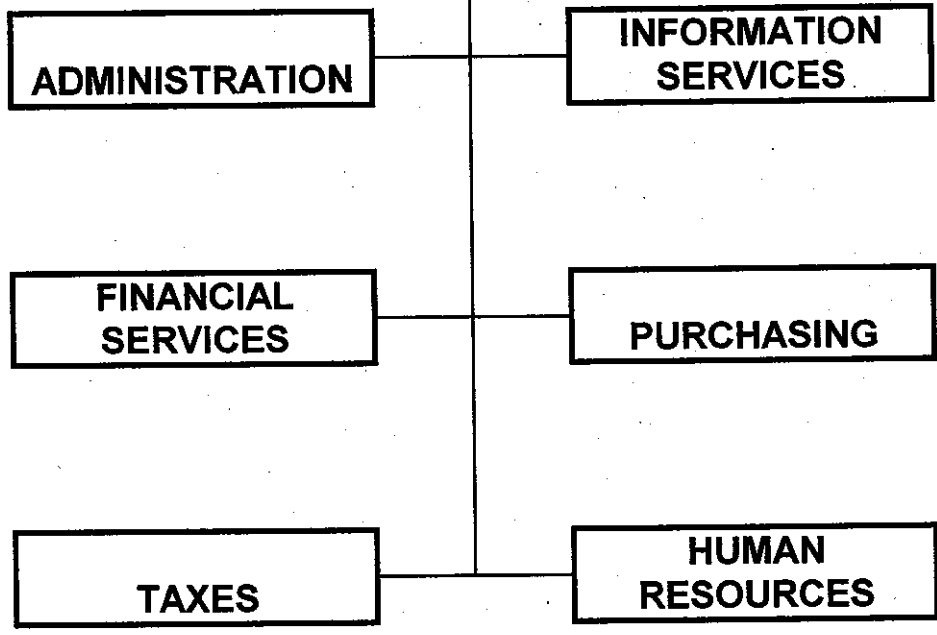 ADMINISTRATION
INFORMATION
SERVICES
FINANCIAL
SERVICES
PURCHASING
TAXES
HUMAN
RESOURCES